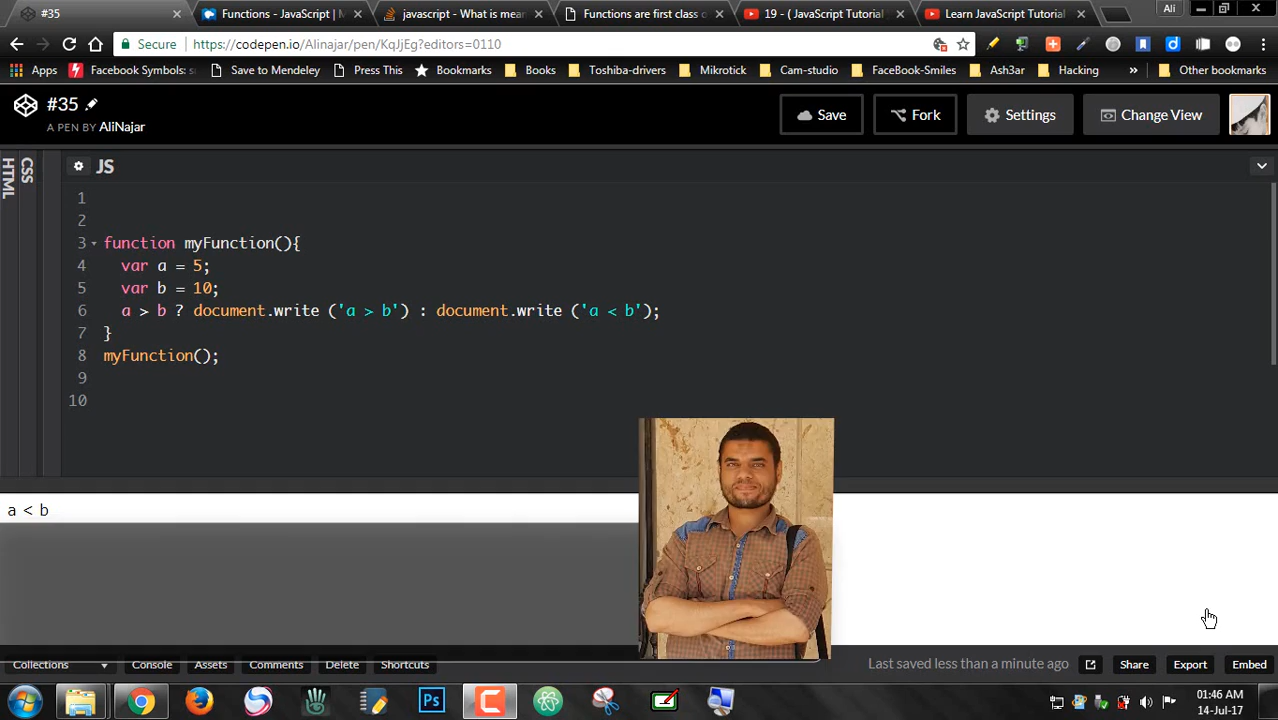 #35
Functions - JavaScript | M
javascript - What is mean
Functions are first class o
19 - ( JavaScript Tutorial
Learn JavaScript Tutorial
Ali
Secure
https://codepen.io/Alinajar/pen/KqJjEg?editors=0110
Apps
Facebook Symbols: s
Save to Mendeley
Press This
Bookmarks
Books
Toshiba-drivers
Mikrotick
Cam-studio
FaceBook-Smiles
Ash3ar
Hacking
»
Other bookmarks
#35
A PEN BY AliNajar
Save
Fork
Settings
Change View
HTML
CSS
JS
1
2
3 function myFunction(){
4 var a = 5;
5 var b = 10;
6 a > b ? document.write ('a > b') : document.write ('a < b');
7 }
8 myFunction();
9
10
a < b
Collections
Console
Assets
Comments
Delete
Shortcuts
Last saved less than a minute ago
Share
Export
Embed
Ps
01:46 AM
14-Jul-17